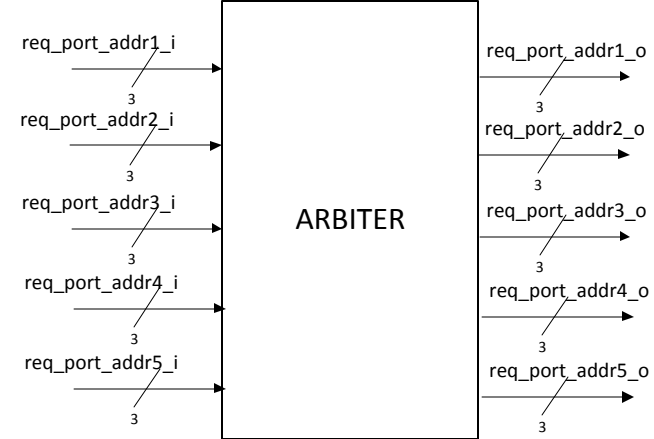 req_port_addr1_i
3
req_port_addr2_i
3
req_port_addr3_i
3
req_port_addr4_i
3
req_port_addr5_i
3
ARBITER
req_port_addr1_o
3
req_port_addr2_o
3
req_port_addr3_o
3
req_port_addr4_o
3
req_port_addr5_o
3